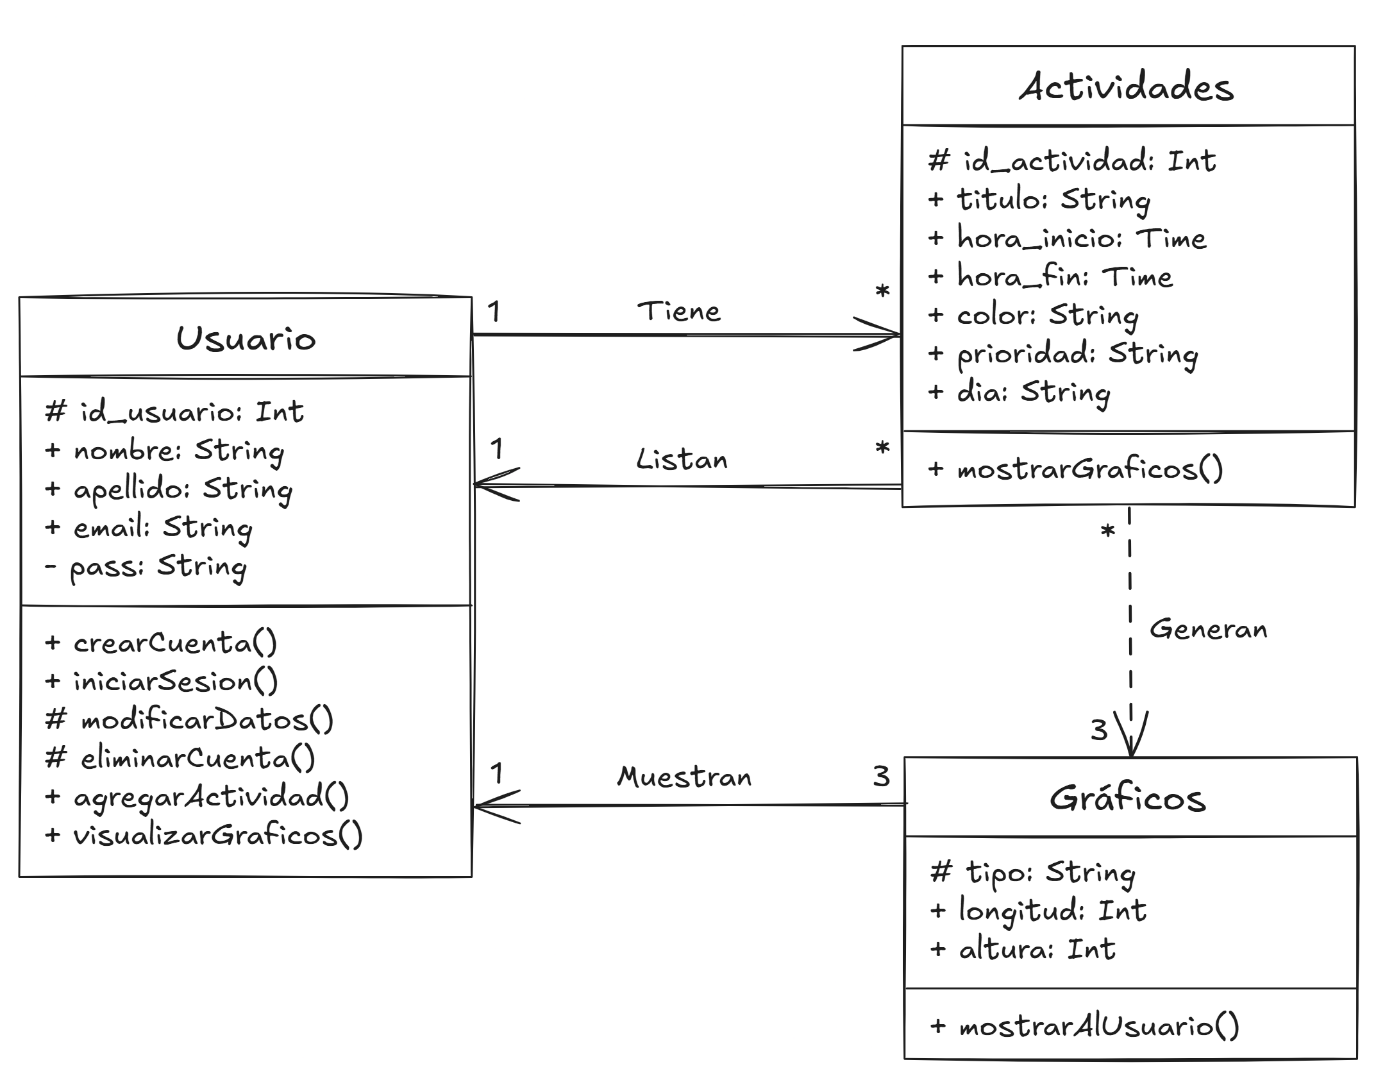 Actividades
# id_actividad: Int
+ titulo: String
+ hora_inicio: Time
+ hora_fin: Time
+ color: String
+ prioridad: String
+ dia: String
+ mostrarGraficos()
Usuario
# id_usuario: Int
+ nombre: String
+ apellido: String
+ email: String
- pass: String
+ crearCuenta()
+ iniciarSesion()
# modificarDatos()
# eliminarCuenta()
+ agregarActividad()
+ visualizarGraficos()
1 Tiene *
1 Listan *
*
Generan
3
1 Muestran 3
Gráficos
# tipo: String
+ longitud: Int
+ altura: Int
+ mostrarAlUsuario()